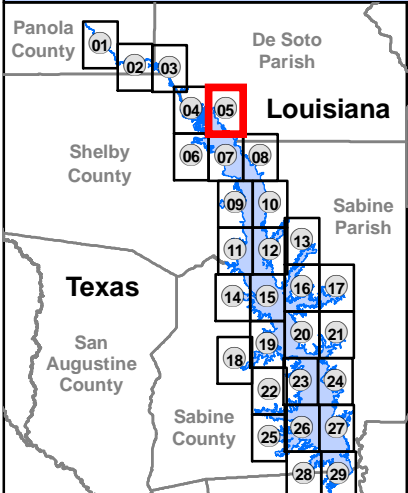 Panola
County
De Soto
Parish
01
02
03
04
05
Louisiana
Shelby
County
06
07
08
09
10
Sabine
Parish
11
12
13
Texas
14
15
16
17
San
Augustine
County
18
19
20
21
22
23
24
Sabine
County
25
26
27
28
29